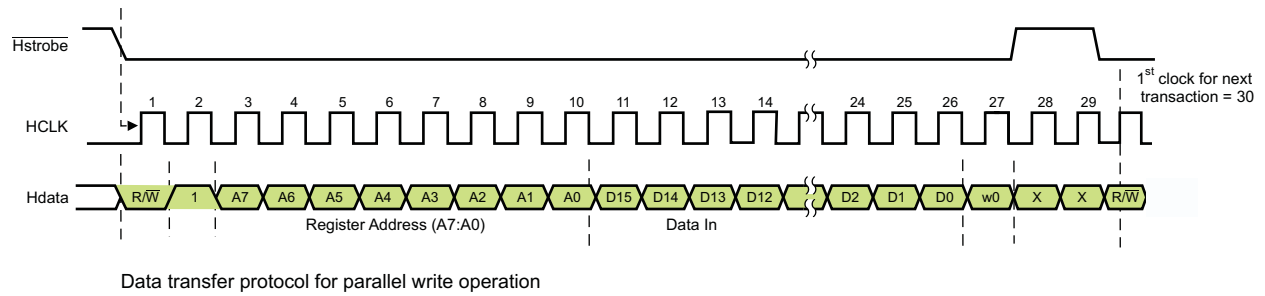 Hstrobe
1st clock for next
transaction = 30
1 2 3 4 5 6 7 8 9 10 11 12 13 14 24 25 26 27 28 29
HCLK
Hdata R/W 1 A7 A6 A5 A4 A3 A2 A1 A0 D15 D14 D13 D12 D2 D1 D0 w0 X X R/W
Register Address (A7:A0) Data In
Data transfer protocol for parallel write operation